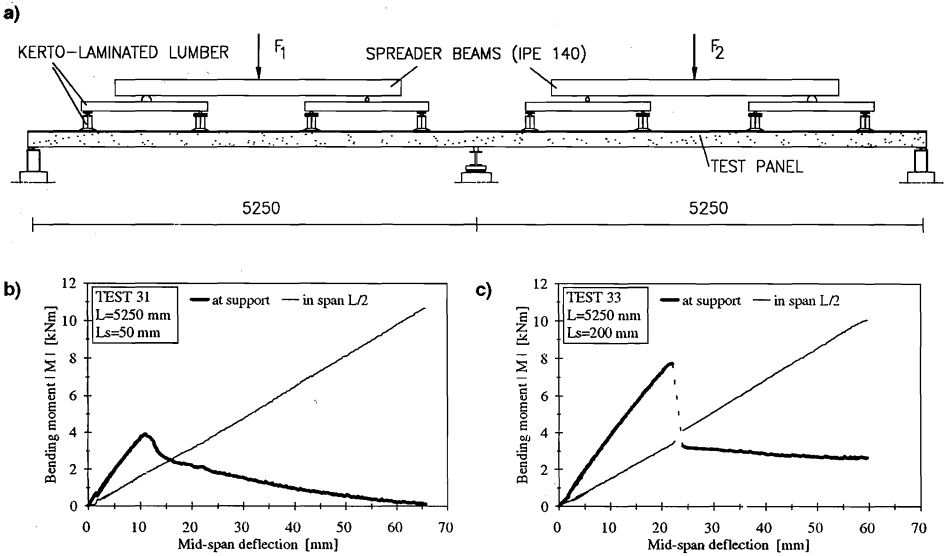 a)
KERTO-LAMINATED LUMBER
F1
SPREADER BEAMS (IPE 140)
F2
TEST PANEL
5250
5250
b)
TEST 31
L=5250 mm
Ls=50 mm
at support
in span L/2
Bending moment |M| [kNm]
12
10
8
6
4
2
0
0 10 20 30 40 50 60 70
Mid-span deflection [mm]
c)
TEST 33
L=5250 mm
Ls=200 mm
at support
in span L/2
Bending moment |M| [kNm]
12
10
8
6
4
2
0
0 10 20 30 40 50 60 70
Mid-span deflection [mm]